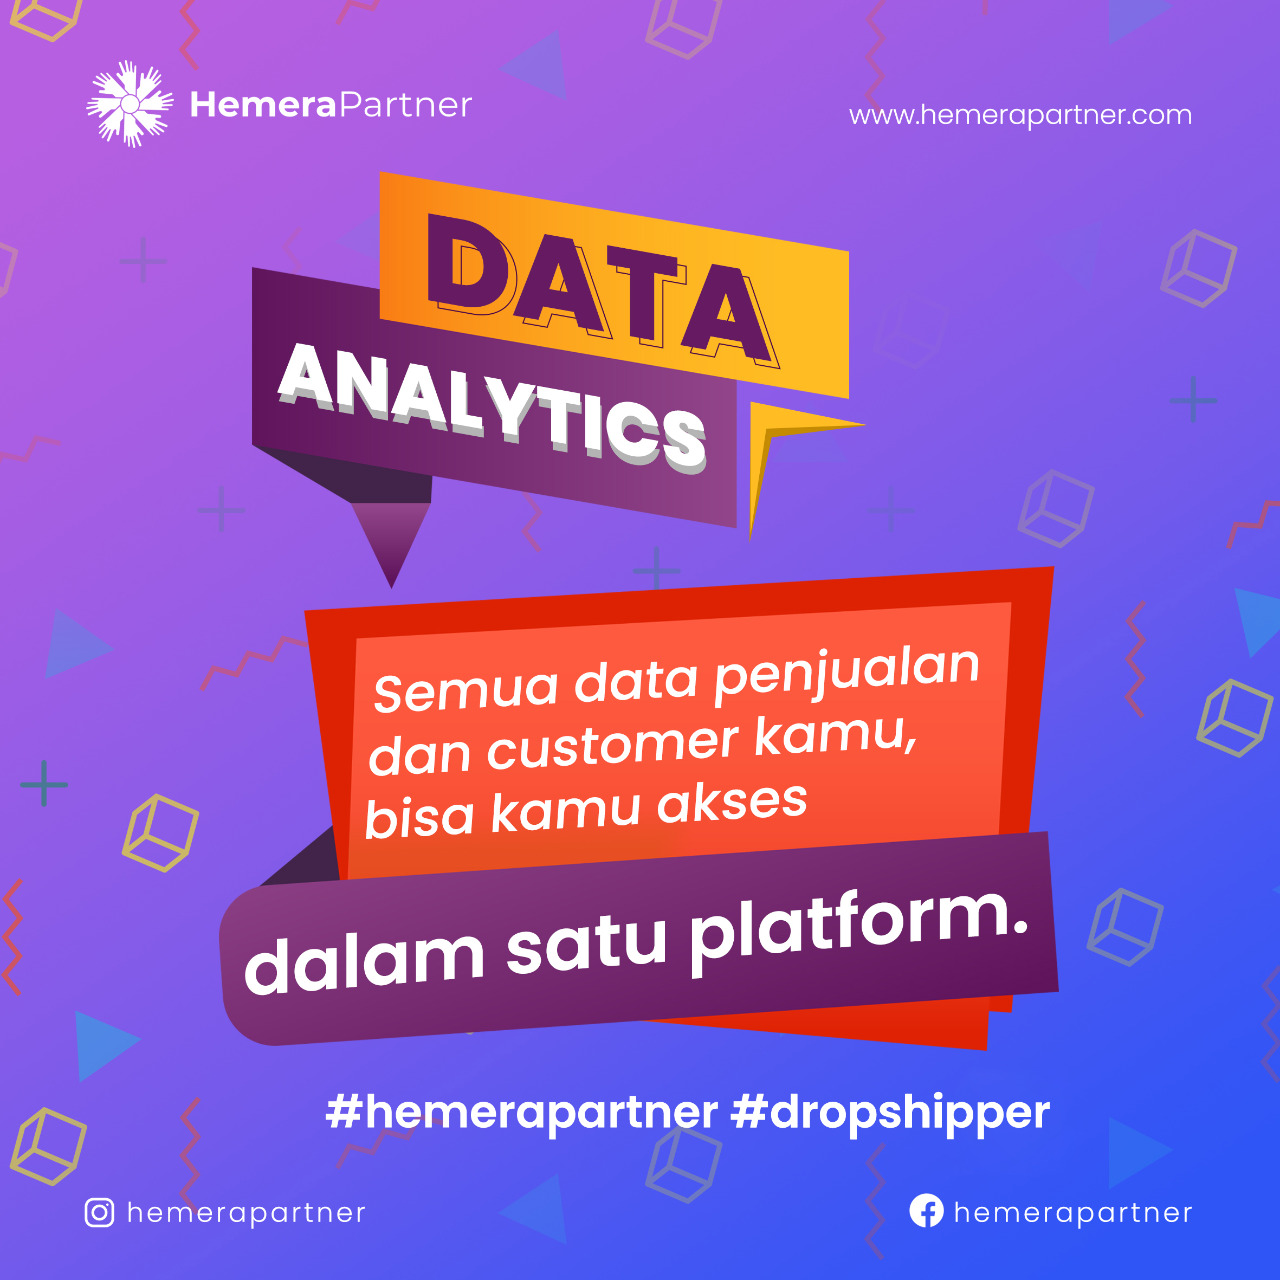 HemeraPartner
www.hemerapartner.com
DATA
ANALYTICS
Semua data penjualan
dan customer kamu,
bisa kamu akses
dalam satu platform.
#hemerapartner #dropshipper
hemerapartner
hemerapartner